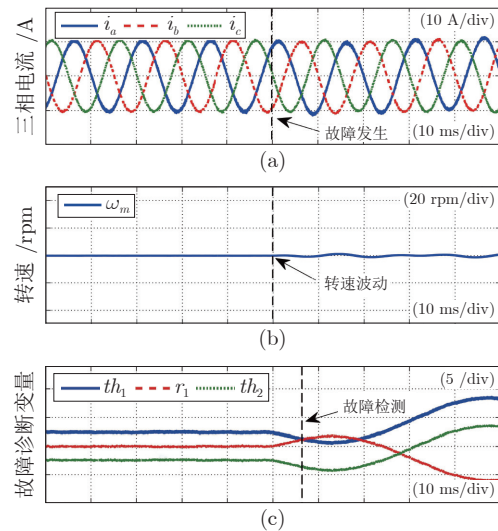 三相电流 /A
i_a i_b i_c
(10 A/div)
故障发生
(10 ms/div)
(a)
转速 /rpm
ω_m
(20 rpm/div)
转速波动
(10 ms/div)
(b)
故障诊断变量
th_1 r_1 th_2
(5 /div)
故障检测
(10 ms/div)
(c)